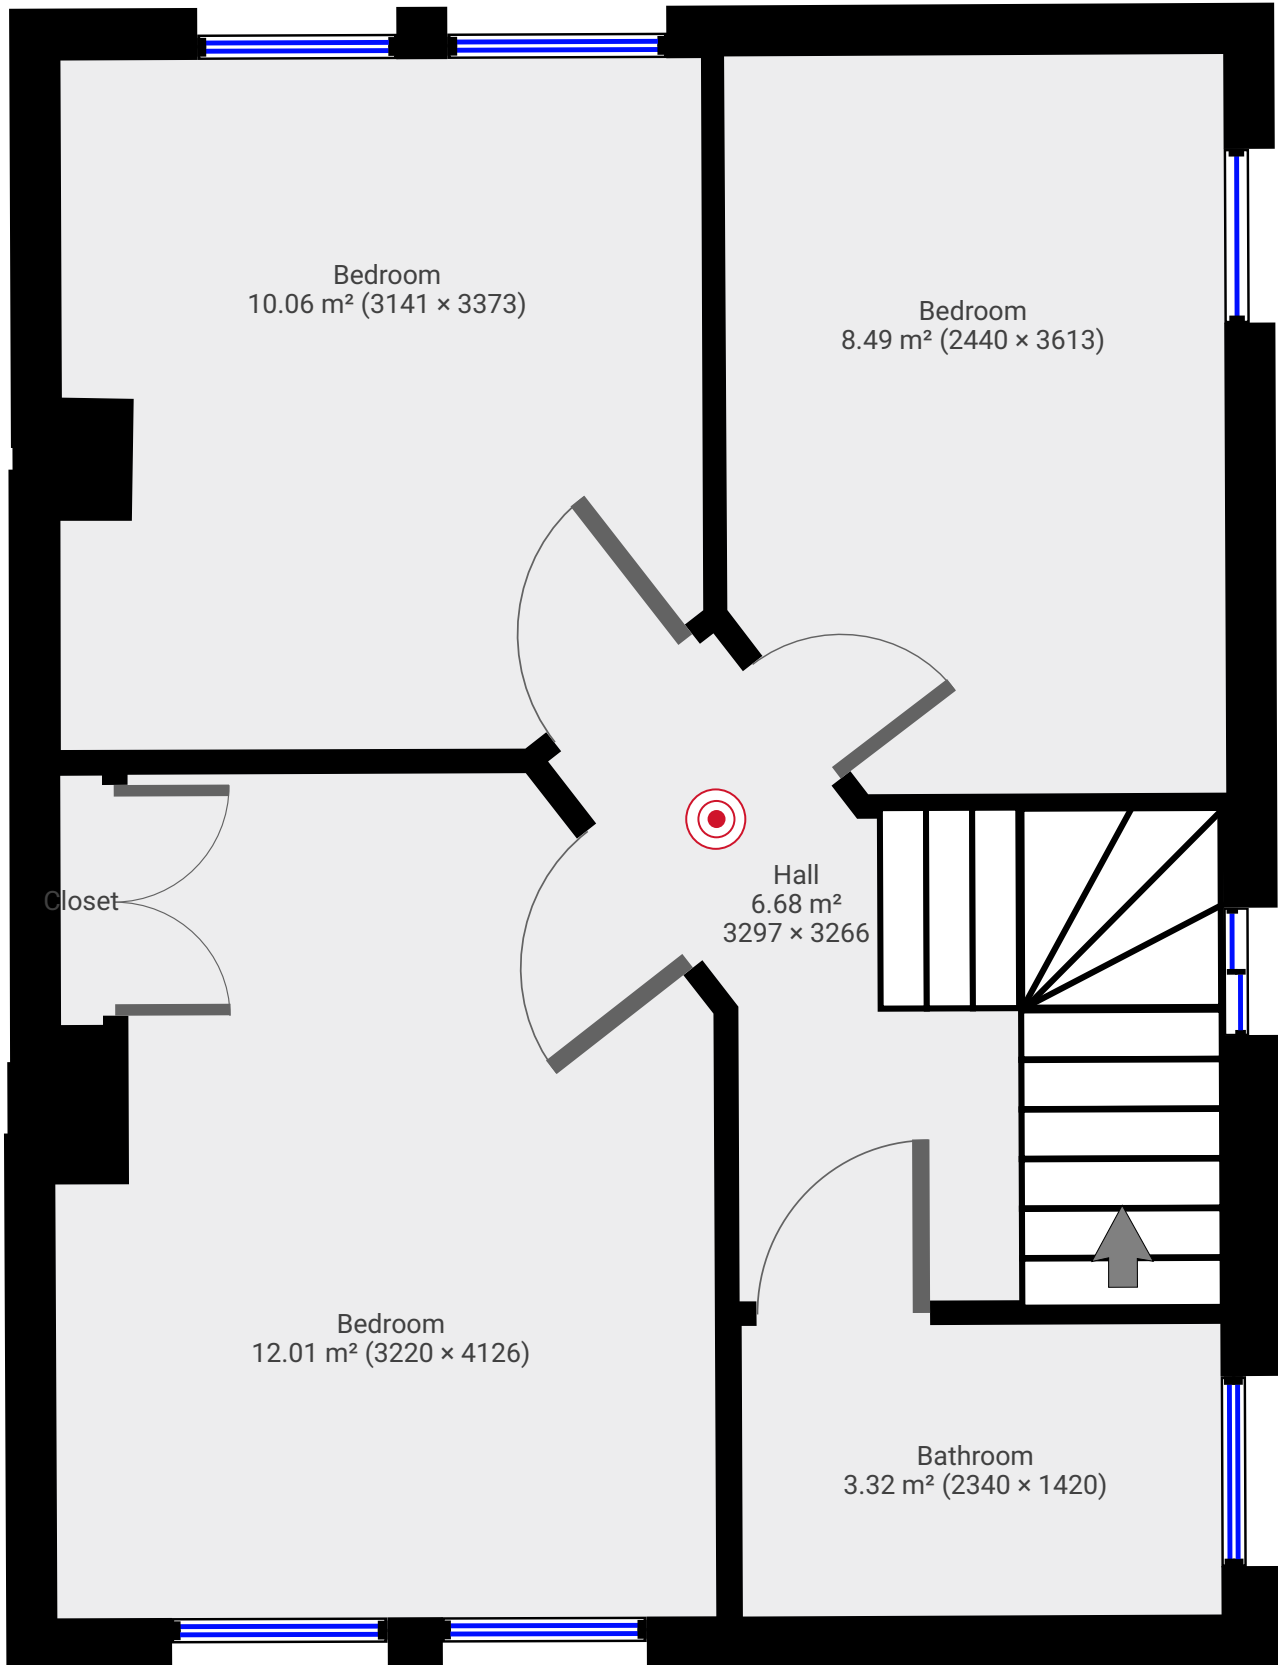 Bedroom
10.06 m² (3141 × 3373)
Bedroom
8.49 m² (2440 × 3613)
Closet
Hall
6.68 m²
3297 × 3266
Bedroom
12.01 m² (3220 × 4126)
Bathroom
3.32 m² (2340 × 1420)